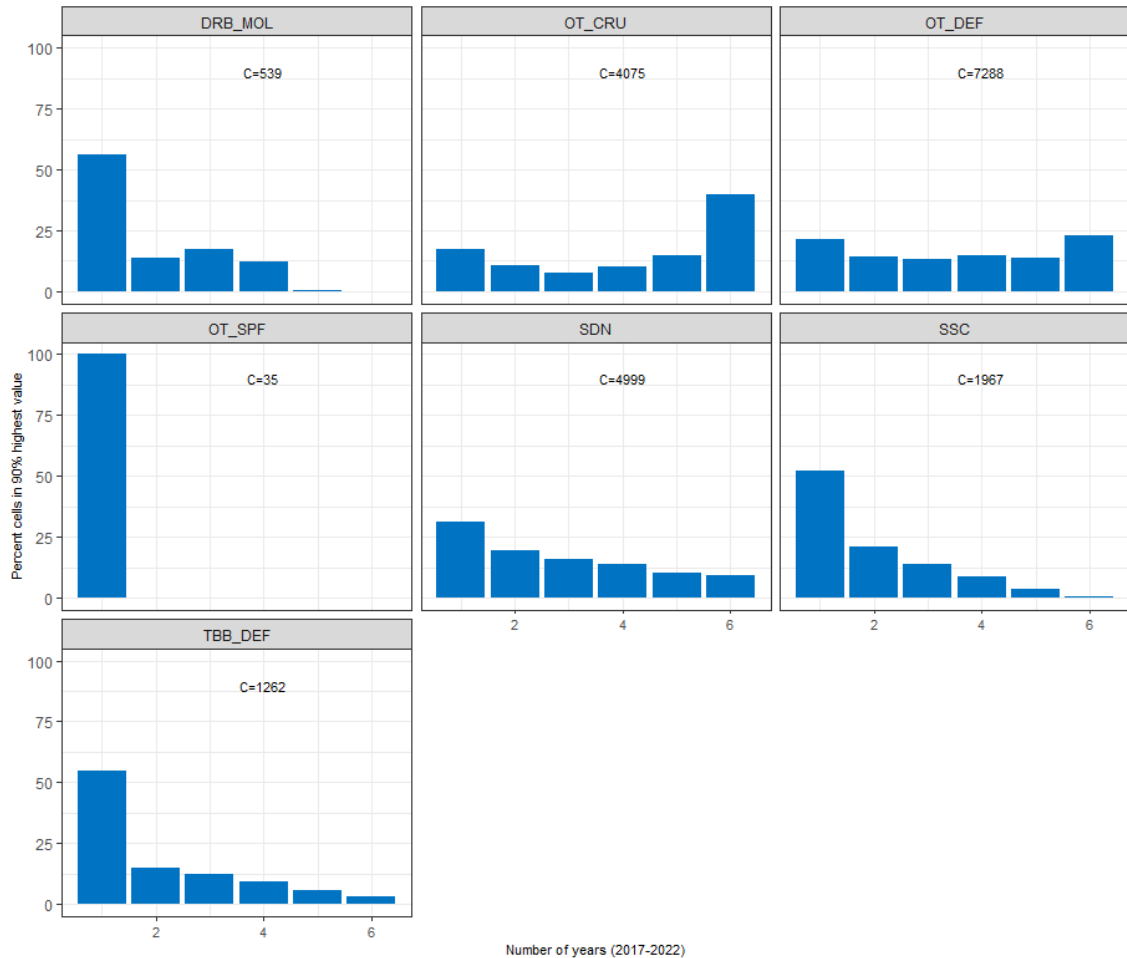 DRB_MOL
OT_CRU
OT_DEF
C=539
C=4075
C=7288
100
75
50
25
0
OT_SPF
SDN
SSC
C=35
C=4999
C=1967
100
75
50
25
0
2 4 6
2 4 6
TBB_DEF
C=1262
100
75
50
25
0
2 4 6
Percent cells in 90% highest value
Number of years (2017-2022)